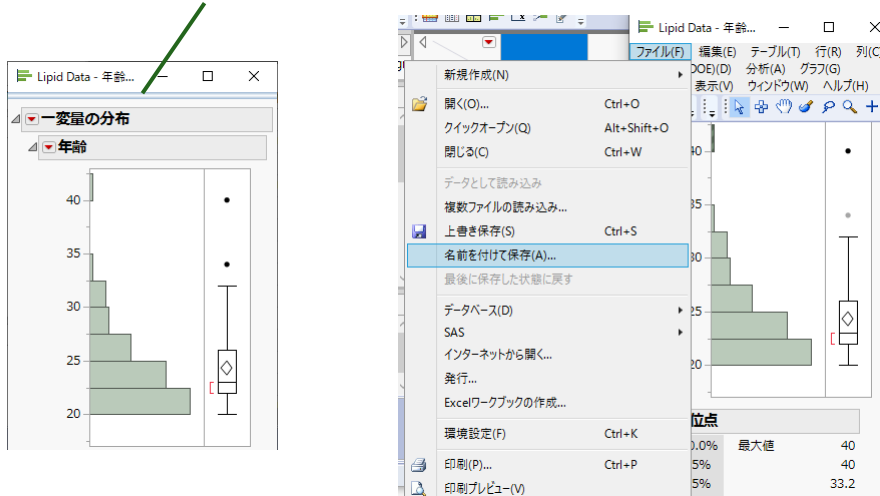 Lipid Data - 年齢...
一変量の分布
年齢
40
35
30
25
20
Lipid Data - 年齢...
ファイル(F) 編集(E) テーブル(T) 行(R) 列(C)
DOE)(D) 分析(A) グラフ(G)
表示(V) ウィンドウ(W) ヘルプ(H)
新規作成(N)
開く(O)... Ctrl+O
クイックオープン(Q) Alt+Shift+O
閉じる(C) Ctrl+W
データとして読み込み
複数ファイルの読み込み...
上書き保存(S) Ctrl+S
名前を付けて保存(A)...
最後に保存した状態に戻す
データベース(D)
SAS
インターネットから開く...
発行...
Excelワークブックの作成...
環境設定(F) Ctrl+K
印刷(P)... Ctrl+P
印刷プレビュー(V)
40
35
30
25
20
位点
0.0% 最大値 40
5% 40
5% 33.2